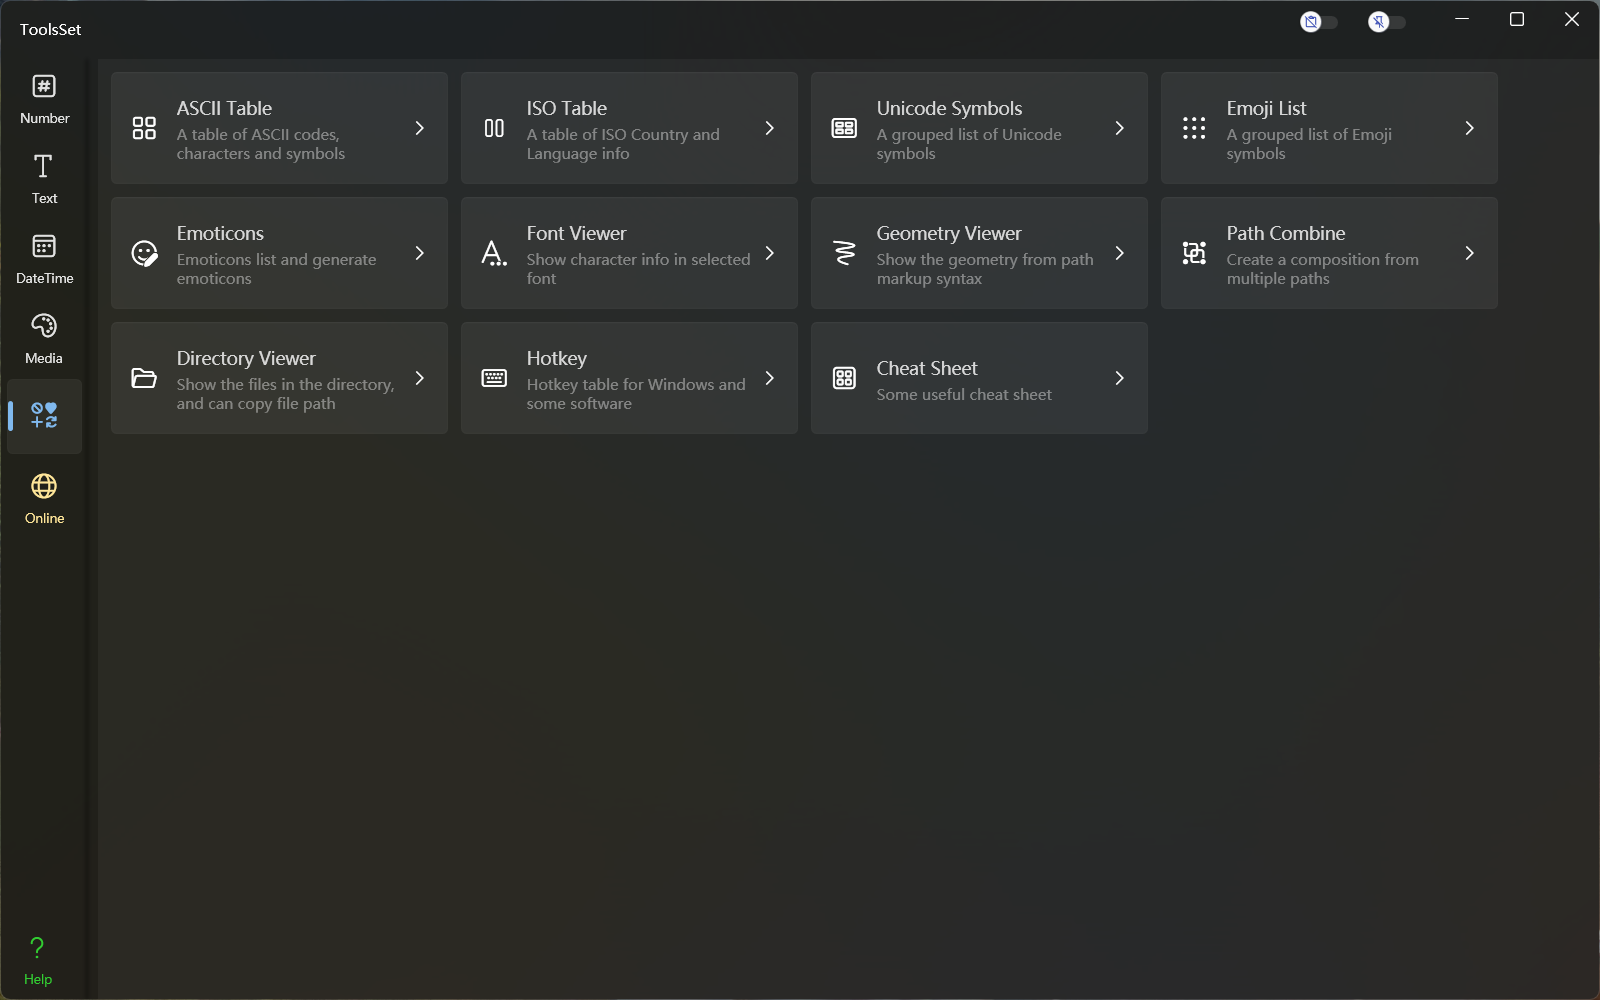 ToolsSet
Number
Text
DateTime
Media
Online
Help
ASCII Table
A table of ASCII codes,
characters and symbols
ISO Table
A table of ISO Country and
Language info
Unicode Symbols
A grouped list of Unicode
symbols
Emoji List
A grouped list of Emoji
symbols
Emoticons
Emoticons list and generate
emoticons
Font Viewer
Show character info in selected
font
Geometry Viewer
Show the geometry from path
markup syntax
Path Combine
Create a composition from
multiple paths
Directory Viewer
Show the files in the directory,
and can copy file path
Hotkey
Hotkey table for Windows and
some software
Cheat Sheet
Some useful cheat sheet